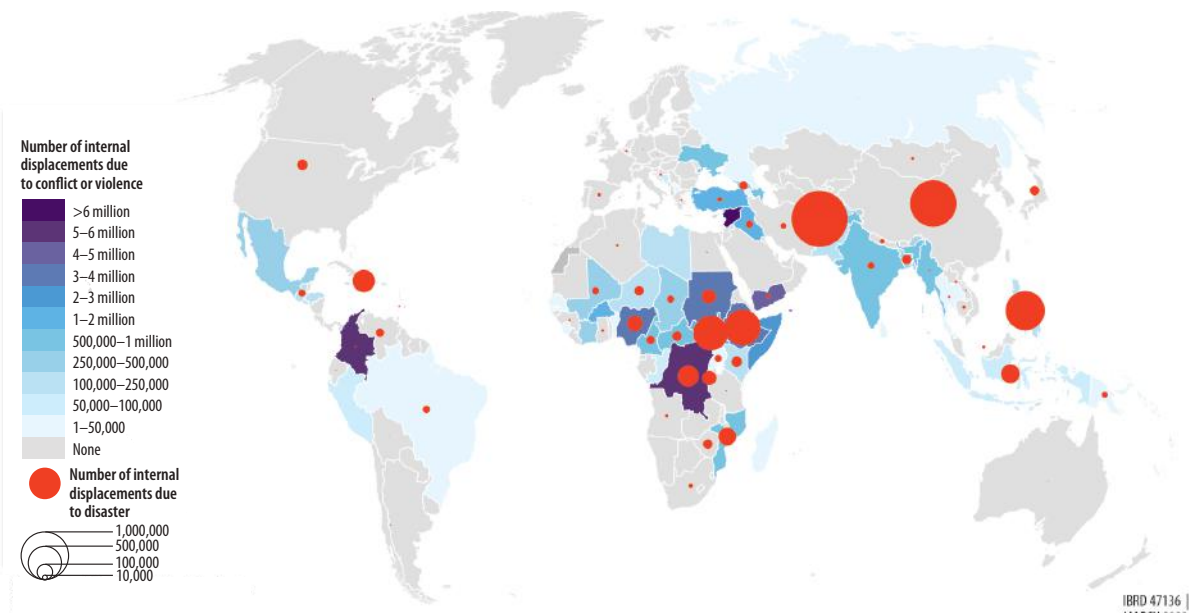 Number of internal
displacements due
to conflict or violence
>6 million
5–6 million
4–5 million
3–4 million
2–3 million
1–2 million
500,000–1 million
250,000–500,000
100,000–250,000
50,000–100,000
1–50,000
None
Number of internal
displacements due
to disaster
1,000,000
500,000
100,000
10,000
IBRD 47136 |